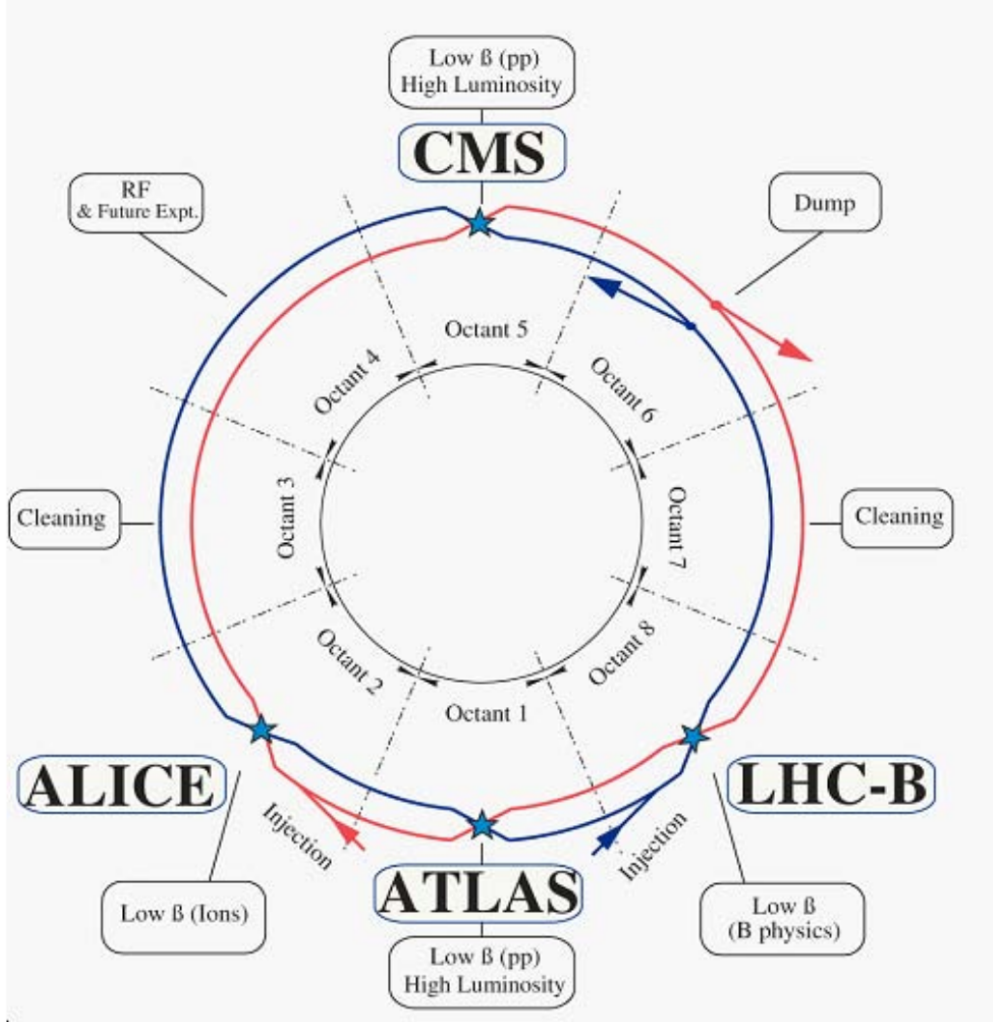 Low ß (pp)
High Luminosity
CMS
RF
& Future Expt.
Dump
Octant 5
Octant 4
Octant 6
Cleaning
Octant 3
Octant 7
Cleaning
Octant 2
Octant 8
Octant 1
ALICE
LHC-B
Injection
Injection
ATLAS
Low ß (Ions)
Low ß
(B physics)
Low ß (pp)
High Luminosity